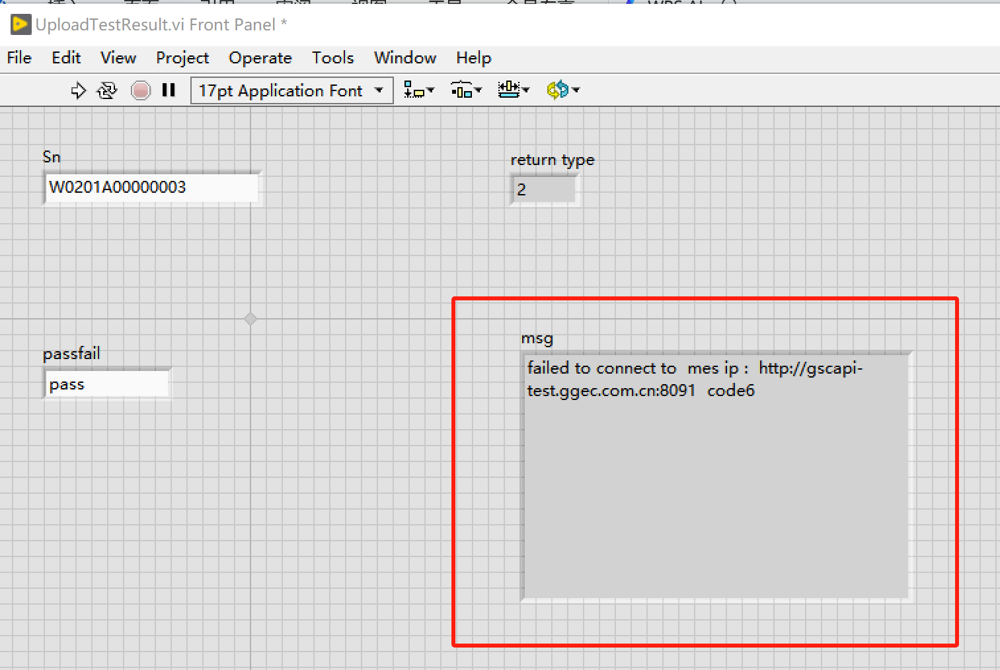 UploadTestResult.vi Front Panel *
File Edit View Project Operate Tools Window Help
17pt Application Font
Sn
W0201A00000003
return type
2
passfail
pass
msg
failed to connect to  mes ip :  http://gscapi-
test.ggec.com.cn:8091  code6